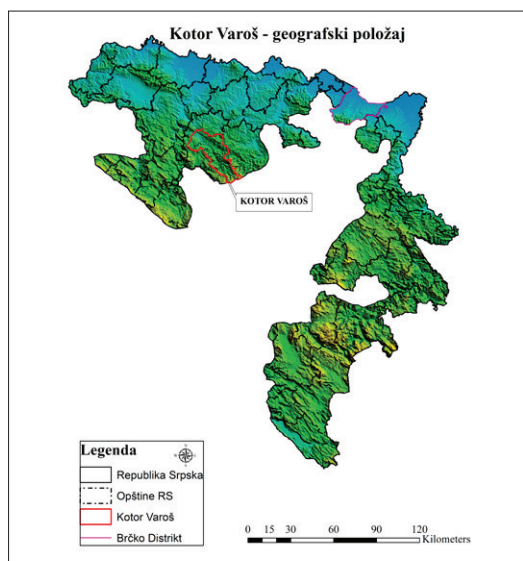 Kotor Varoš - geografski položaj
KOTOR VAROŠ
Legenda
Republika Srpska
Opštine RS
Kotor Varoš
Brčko Distrikt
0 15 30 60 90 120
Kilometers